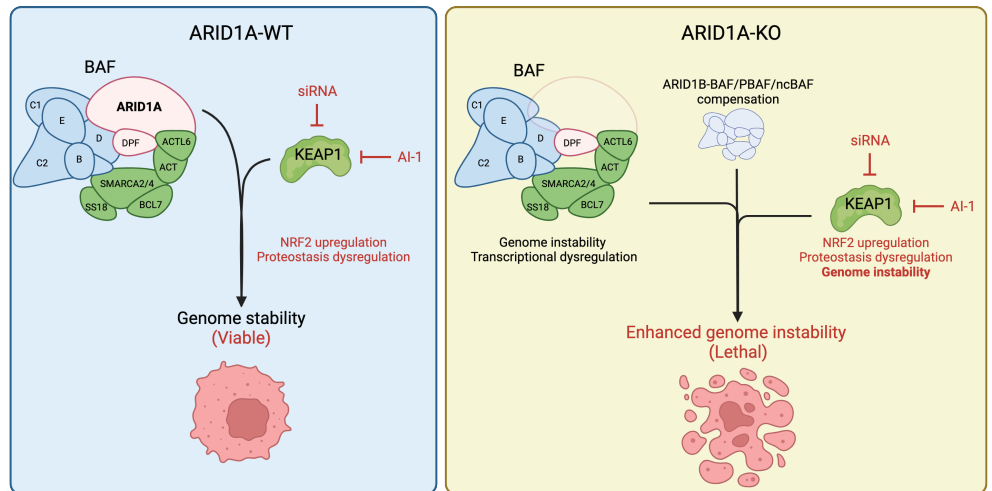 ARID1A-WT
BAF
C1
E
ARID1A
D
DPF
ACTL6
C2
B
ACT
SMARCA2/4
SS18
BCL7
siRNA
KEAP1
AI-1
NRF2 upregulation
Proteostasis dysregulation
Genome stability
(Viable)
ARID1A-KO
BAF
C1
E
D
DPF
ACTL6
C2
B
ACT
SMARCA2/4
SS18
BCL7
Genome instability
Transcriptional dysregulation
ARID1B-BAF/PBAF/ncBAF
compensation
siRNA
KEAP1
AI-1
NRF2 upregulation
Proteostasis dysregulation
Genome instability
Enhanced genome instability
(Lethal)